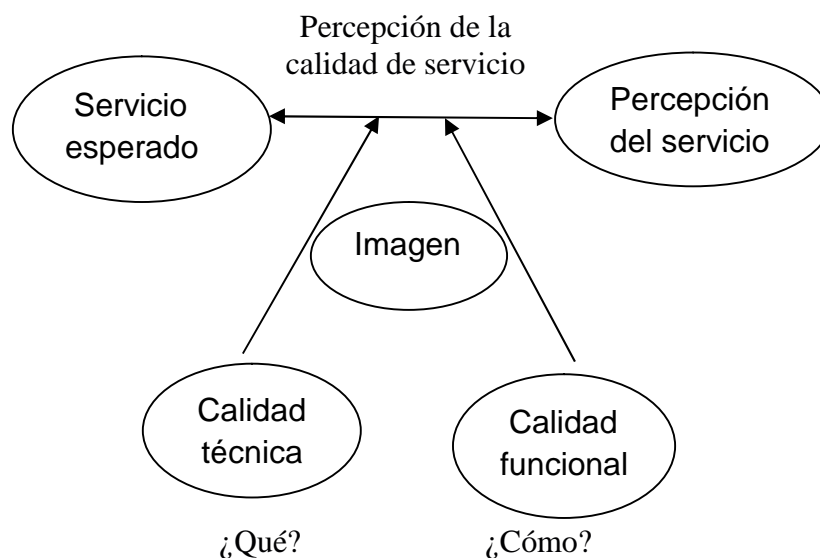 Percepción de la
calidad de servicio
Servicio
esperado
Percepción
del servicio
Imagen
Calidad
técnica
Calidad
funcional
¿Qué?
¿Cómo?